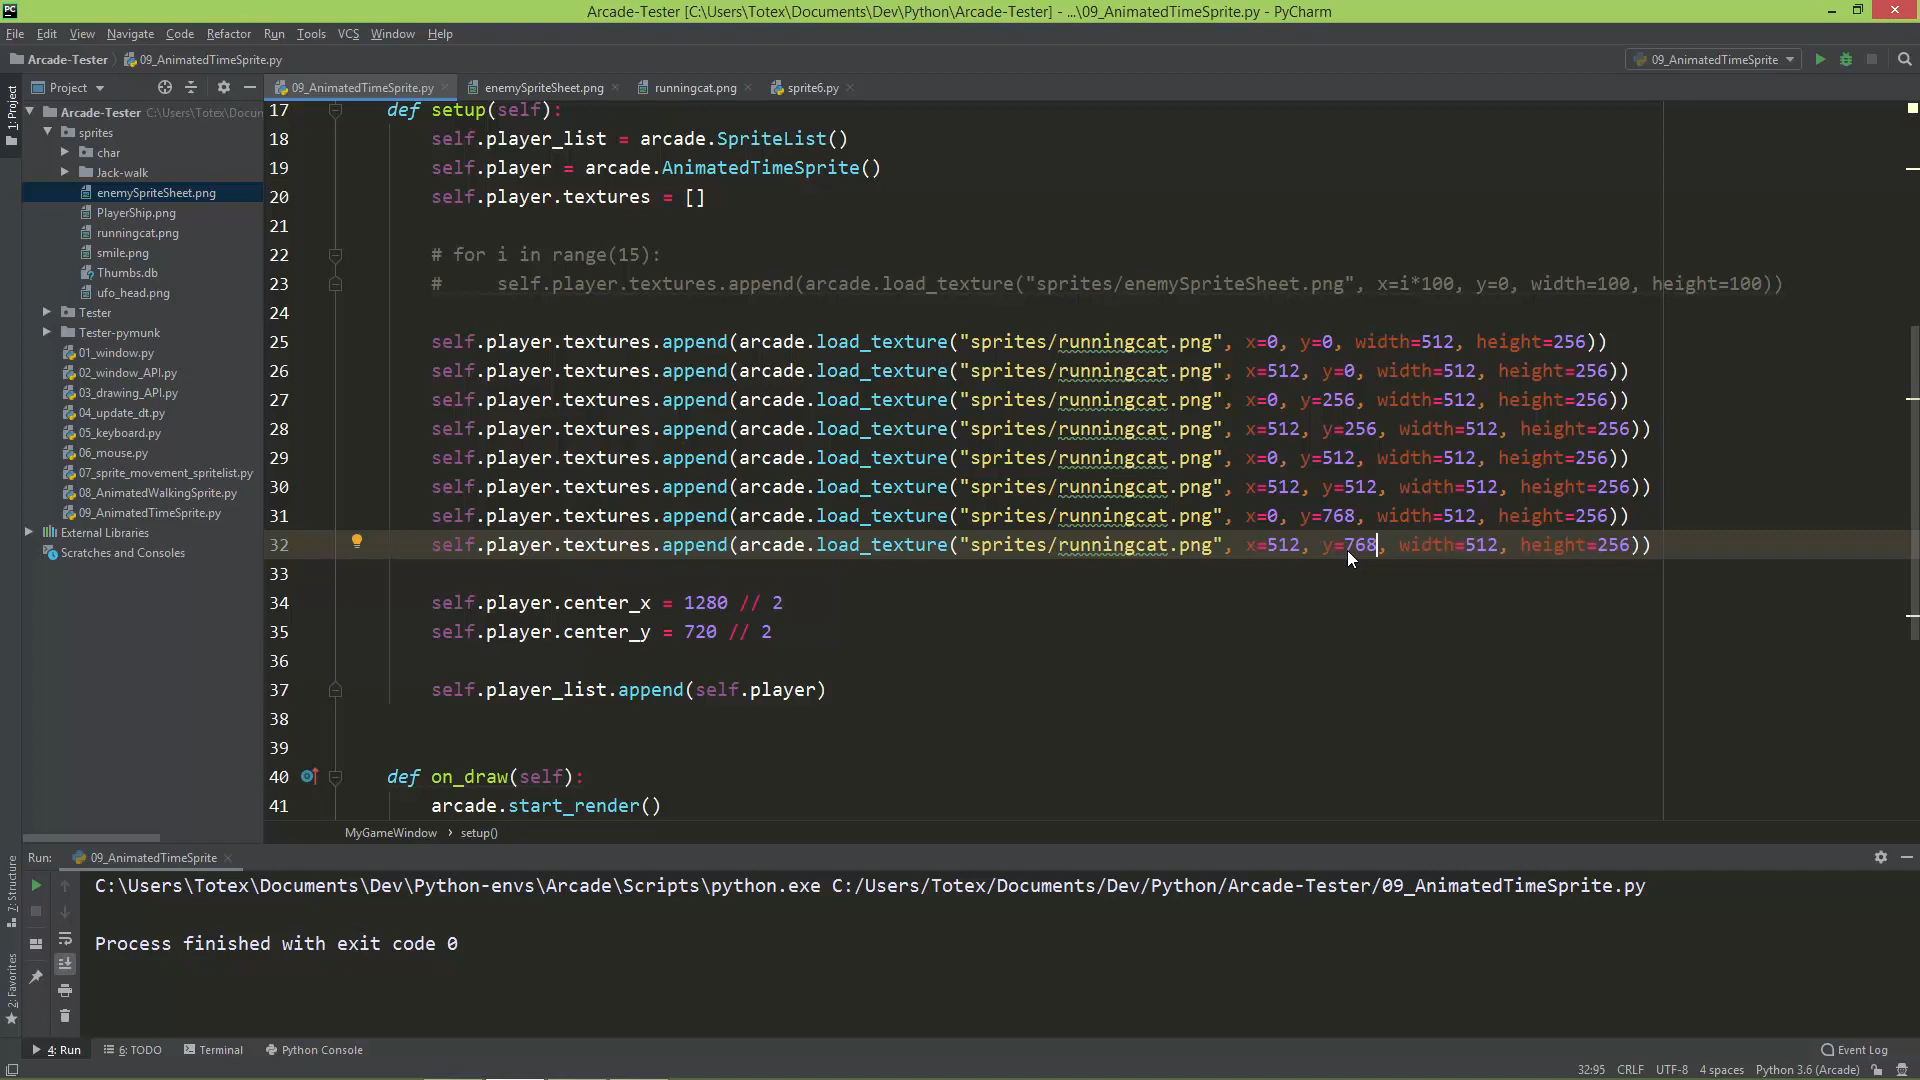 PC
Arcade-Tester [C:\Users\Totex\Documents\Dev\Python\Arcade-Tester] - ...\09_AnimatedTimeSprite.py - PyCharm
File Edit View Navigate Code Refactor Run Tools VCS Window Help
Arcade-Tester 09_AnimatedTimeSprite.py
09_AnimatedTimeSprite
Project
09_AnimatedTimeSprite.py enemySpriteSheet.png runningcat.png sprite6.py
1: Project
Arcade-Tester C:\Users\Totex\Docum
sprites
char
Jack-walk
enemySpriteSheet.png
PlayerShip.png
runningcat.png
smile.png
Thumbs.db
ufo_head.png
Tester
Tester-pymunk
01_window.py
02_window_API.py
03_drawing_API.py
04_update_dt.py
05_keyboard.py
06_mouse.py
07_sprite_movement_spritelist.py
08_AnimatedWalkingSprite.py
09_AnimatedTimeSprite.py
External Libraries
Scratches and Consoles
17 def setup(self):
18 self.player_list = arcade.SpriteList()
19 self.player = arcade.AnimatedTimeSprite()
20 self.player.textures = []
21
22 # for i in range(15):
23 # self.player.textures.append(arcade.load_texture("sprites/enemySpriteSheet.png", x=i*100, y=0, width=100, height=100))
24
25 self.player.textures.append(arcade.load_texture("sprites/runningcat.png", x=0, y=0, width=512, height=256))
26 self.player.textures.append(arcade.load_texture("sprites/runningcat.png", x=512, y=0, width=512, height=256))
27 self.player.textures.append(arcade.load_texture("sprites/runningcat.png", x=0, y=256, width=512, height=256))
28 self.player.textures.append(arcade.load_texture("sprites/runningcat.png", x=512, y=256, width=512, height=256))
29 self.player.textures.append(arcade.load_texture("sprites/runningcat.png", x=0, y=512, width=512, height=256))
30 self.player.textures.append(arcade.load_texture("sprites/runningcat.png", x=512, y=512, width=512, height=256))
31 self.player.textures.append(arcade.load_texture("sprites/runningcat.png", x=0, y=768, width=512, height=256))
32 self.player.textures.append(arcade.load_texture("sprites/runningcat.png", x=512, y=768, width=512, height=256))
33
34 self.player.center_x = 1280 // 2
35 self.player.center_y = 720 // 2
36
37 self.player_list.append(self.player)
38
39
40 def on_draw(self):
41 arcade.start_render()
MyGameWindow › setup()
Run: 09_AnimatedTimeSprite
7: Structure
2: Favorites
C:\Users\Totex\Documents\Dev\Python-envs\Arcade\Scripts\python.exe C:/Users/Totex/Documents/Dev/Python/Arcade-Tester/09_AnimatedTimeSprite.py
Process finished with exit code 0
4: Run 6: TODO Terminal Python Console Event Log
32:95 CRLF UTF-8 4 spaces Python 3.6 (Arcade)